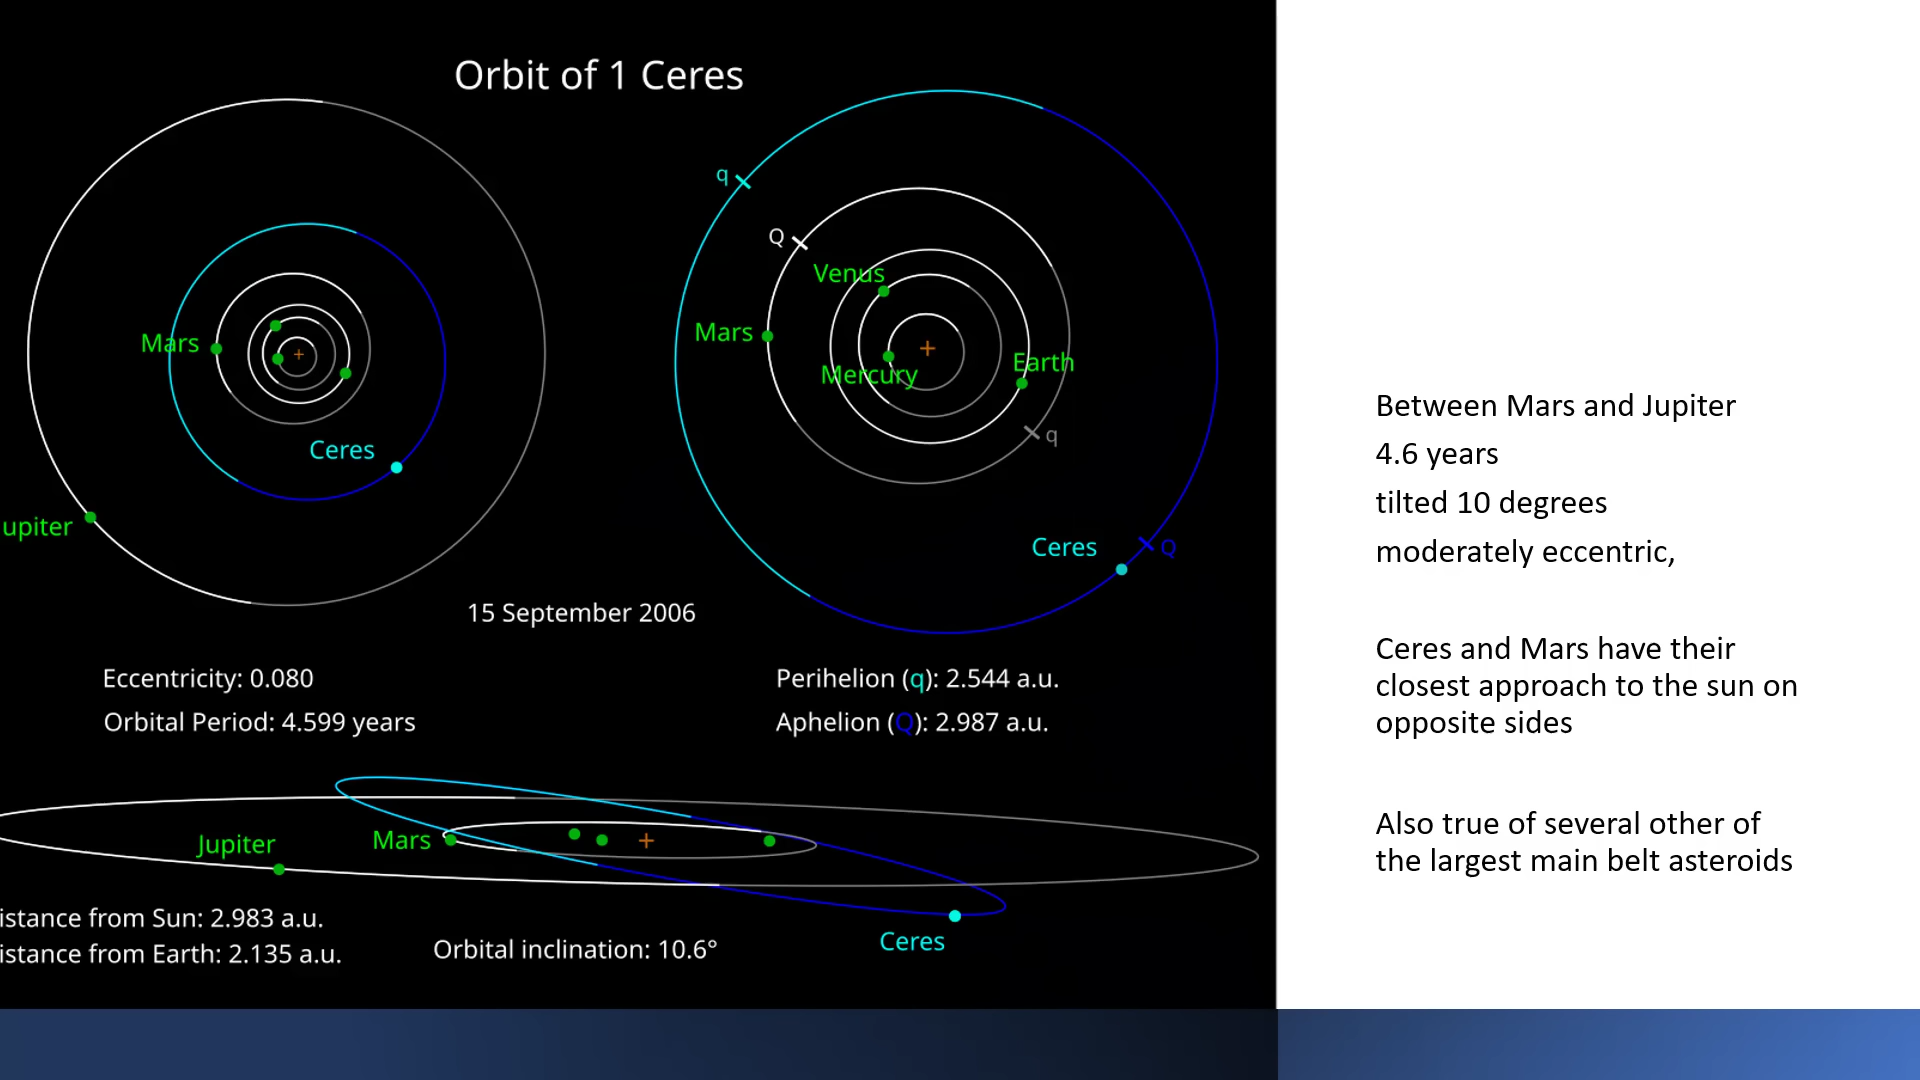 Orbit of 1 Ceres
q
Q
Venus
Mars
Mars
Mercury
Earth
q
Ceres
Ceres
Q
upiter
15 September 2006
Eccentricity: 0.080
Perihelion (q): 2.544 a.u.
Orbital Period: 4.599 years
Aphelion (Q): 2.987 a.u.
Jupiter
Mars
istance from Sun: 2.983 a.u.
istance from Earth: 2.135 a.u.
Orbital inclination: 10.6°
Ceres
Between Mars and Jupiter
4.6 years
tilted 10 degrees
moderately eccentric,
Ceres and Mars have their
closest approach to the sun on
opposite sides
Also true of several other of
the largest main belt asteroids